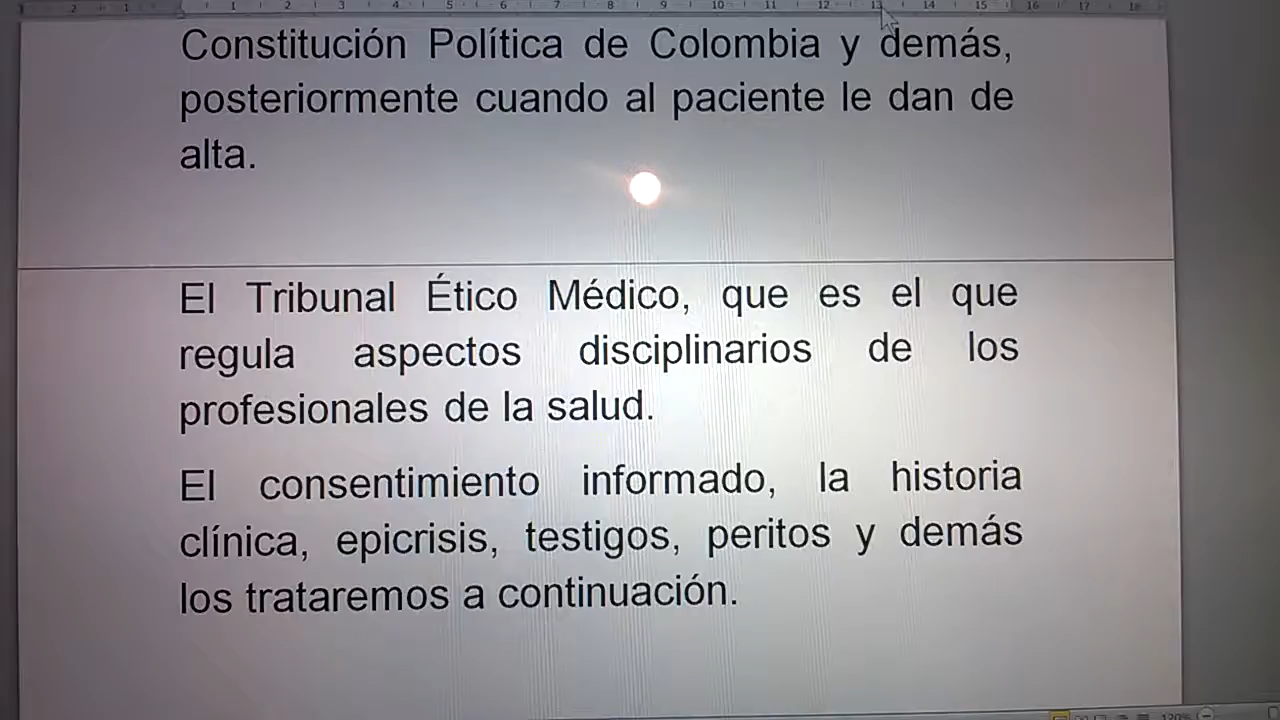 Constitución Política de Colombia y demás,
posteriormente cuando al paciente le dan de
alta.
El Tribunal Ético Médico, que es el que
regula aspectos disciplinarios de los
profesionales de la salud.
El consentimiento informado, la historia
clínica, epicrisis, testigos, peritos y demás
los trataremos a continuación.